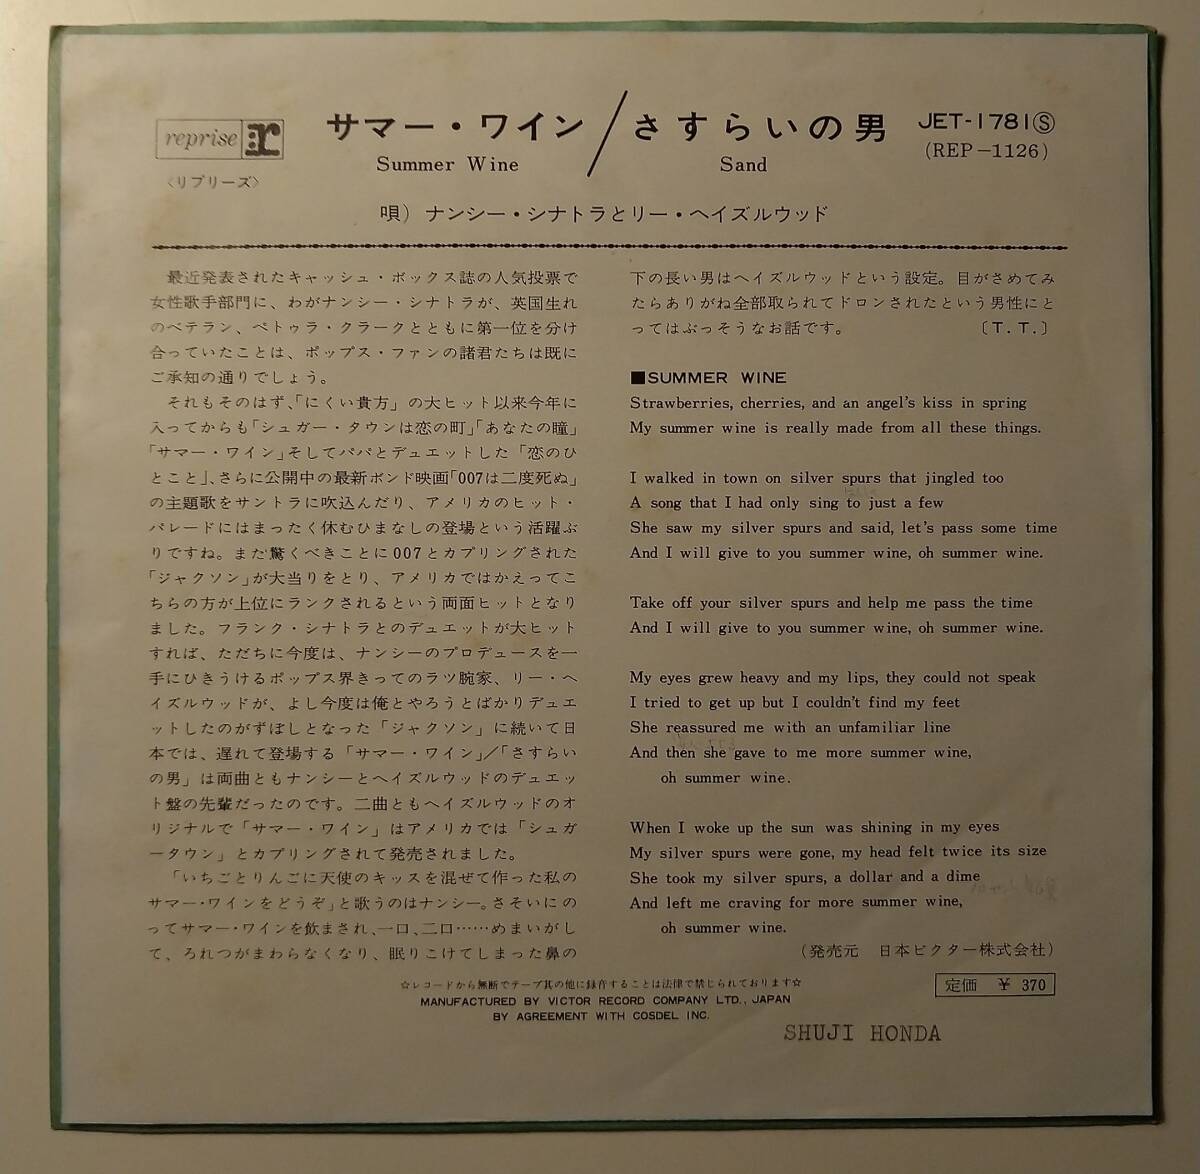 reprise r
〈リプリーズ〉
サマー・ワイン/さすらいの男
Summer Wine
Sand
JET-1781Ⓢ
(REP-1126)
唄) ナンシー・シナトラとリー・ヘイズルウッド
最近発表されたキャッシュ・ボックス誌の人気投票で
女性歌手部門に、わがナンシー・シナトラが、英国生れ
のベテラン、ペトゥラ・クラークとともに第一位を分け
合っていたことは、ポップス・ファンの諸君たちは既に
ご承知の通りでしょう。
それもそのはず、「にくい貴方」の大ヒット以来今年に
入ってからも「シュガー・タウンは恋の町」「あなたの瞳」
「サマー・ワイン」そしてパパとデュエットした「恋のひ
とこと」、さらに公開中の最新ボンド映画「007は二度死ぬ」
の主題歌をサントラに吹込んだり、アメリカのヒット・
パレードにはまったく休むひまなしの登場という活躍ぶ
りですね。また驚くべきことに007とカプリングされた
「ジャクソン」が大当りをとり、アメリカではかえってこ
ちらの方が上位にランクされるという両面ヒットとなり
ました。フランク・シナトラとのデュエットが大ヒット
すれば、ただちに今度は、ナンシーのプロデュースを一
手にひきうけるポップス界きってのラツ腕家、リー・ヘ
イズルウッドが、よし今度は俺とやろうとばかりデュエ
ットしたのがずぼしとなった「ジャクソン」に続いて日
本では、遅れて登場する「サマー・ワイン」/「さすらい
の男」は両曲ともナンシーとヘイズルウッドのデュエッ
ト盤の先輩だったのです。二曲ともヘイズルウッドのオ
リジナルで「サマー・ワイン」はアメリカでは「シュガ
ータウン」とカプリングされて発売されました。
「いちごとりんごに天使のキッスを混ぜて作った私の
サマー・ワインをどうぞ」と歌うのはナンシー。さそいにの
ってサマー・ワインを飲まされ、一口、二口……めまいがし
て、ろれつがまわらなくなり、眠りこけてしまった鼻の
下の長い男はヘイズルウッドという設定。目がさめてみ
たらありがね全部取られてドロンされたという男性にと
ってはぶっそうなお話です。 〔T.T.〕
■SUMMER WINE
Strawberries, cherries, and an angel's kiss in spring
My summer wine is really made from all these things.
I walked in town on silver spurs that jingled too
A song that I had only sing to just a few
She saw my silver spurs and said, let's pass some time
And I will give to you summer wine, oh summer wine.
Take off your silver spurs and help me pass the time
And I will give to you summer wine, oh summer wine.
My eyes grew heavy and my lips, they could not speak
I tried to get up but I couldn't find my feet
She reassured me with an unfamiliar line
And then she gave to me more summer wine,
oh summer wine.
When I woke up the sun was shining in my eyes
My silver spurs were gone, my head felt twice its size
She took my silver spurs, a dollar and a dime
And left me craving for more summer wine,
oh summer wine.
(発売元 日本ビクター株式会社)
☆レコードから無断でテープ其の他に録音することは法律で禁じられております☆
MANUFACTURED BY VICTOR RECORD COMPANY LTD., JAPAN
BY AGREEMENT WITH COSDEL INC.
定価 ¥ 370
SHUJI HONDA